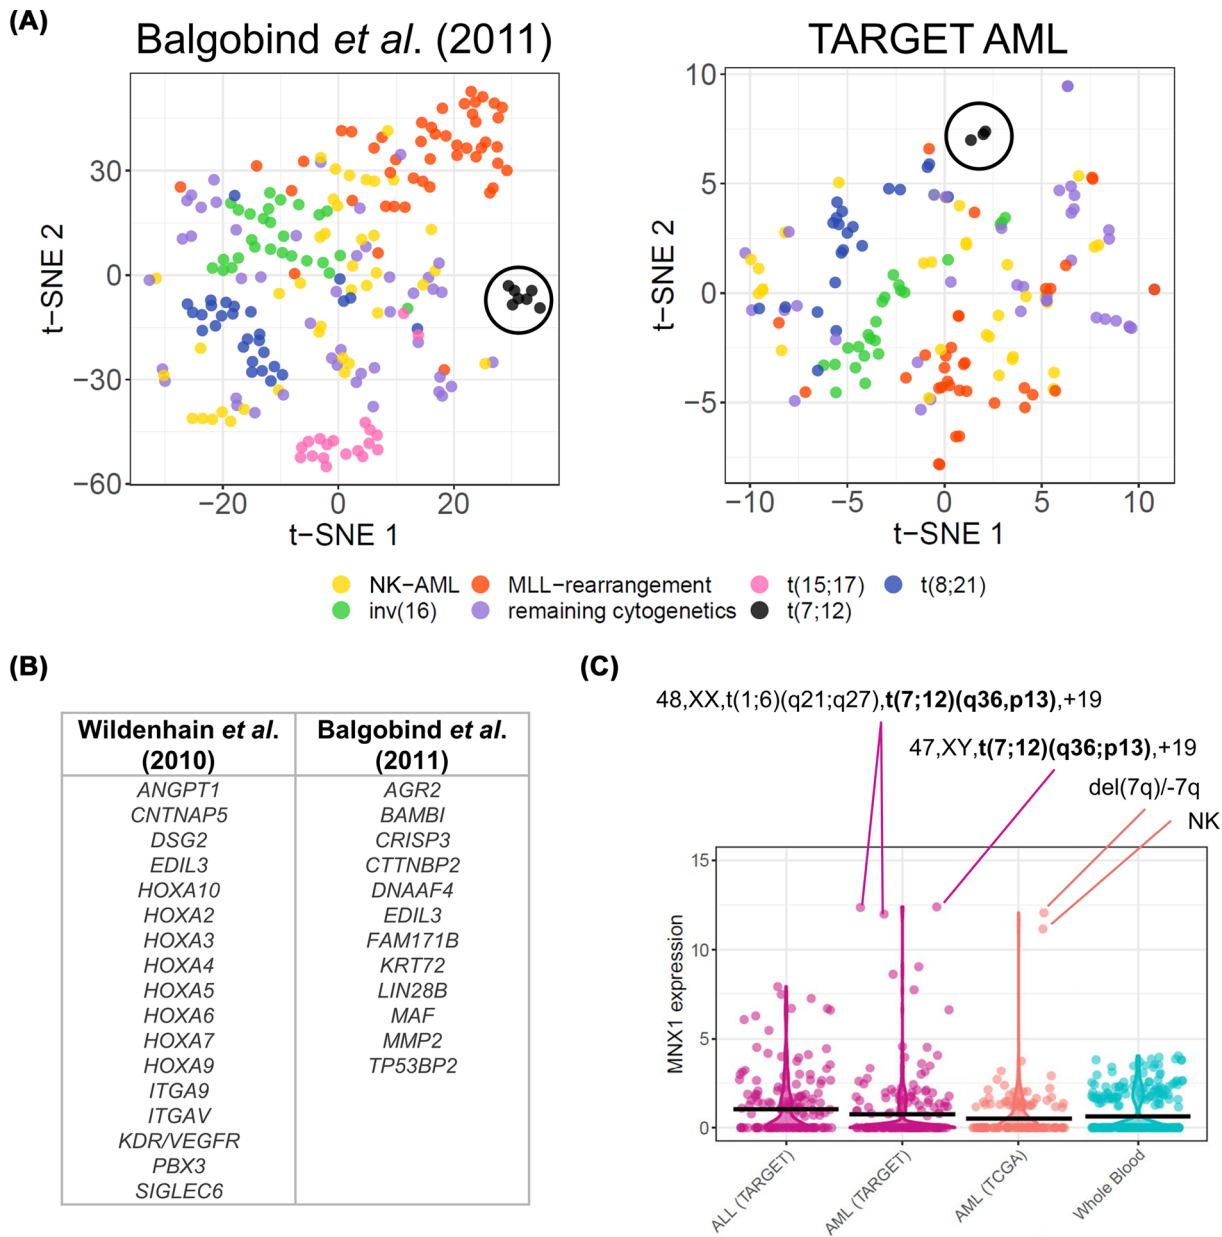 (A)
Balgobind et al. (2011)
TARGET AML
t−SNE 2
30
0
−30
−60
−20
0
20
t−SNE 1
t−SNE 2
10
5
0
−5
−10
−5
0
5
10
t−SNE 1
NK−AML
MLL−rearrangement
t(15;17)
t(8;21)
inv(16)
remaining cytogenetics
t(7;12)
(B)
Wildenhain et al. (2010)
Balgobind et al. (2011)
ANGPT1
AGR2
CNTNAP5
BAMBI
DSG2
CRISP3
EDIL3
CTTNBP2
HOXA10
DNAAF4
HOXA2
EDIL3
HOXA3
FAM171B
HOXA4
KRT72
HOXA5
LIN28B
HOXA6
MAF
HOXA7
MMP2
HOXA9
TP53BP2
ITGA9
ITGAV
KDR/VEGFR
PBX3
SIGLEC6
(C)
48,XX,t(1;6)(q21;q27),t(7;12)(q36,p13),+19
47,XY,t(7;12)(q36;p13),+19
del(7q)/-7q
NK
MNX1 expression
15
10
5
0
ALL (TARGET)
AML (TARGET)
AML (TCGA)
Whole Blood